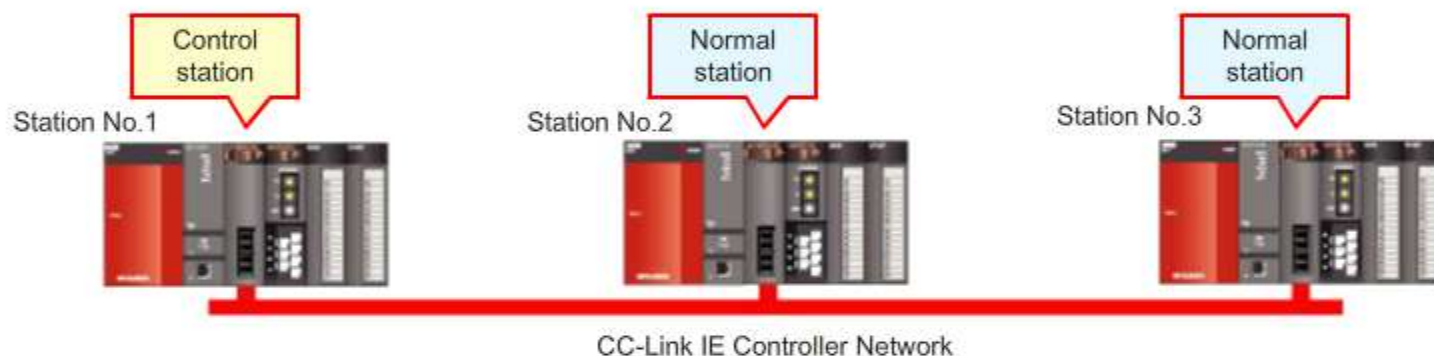 Control
station
Normal
station
Normal
station
Station No.1
Station No.2
Station No.3
CC-Link IE Controller Network